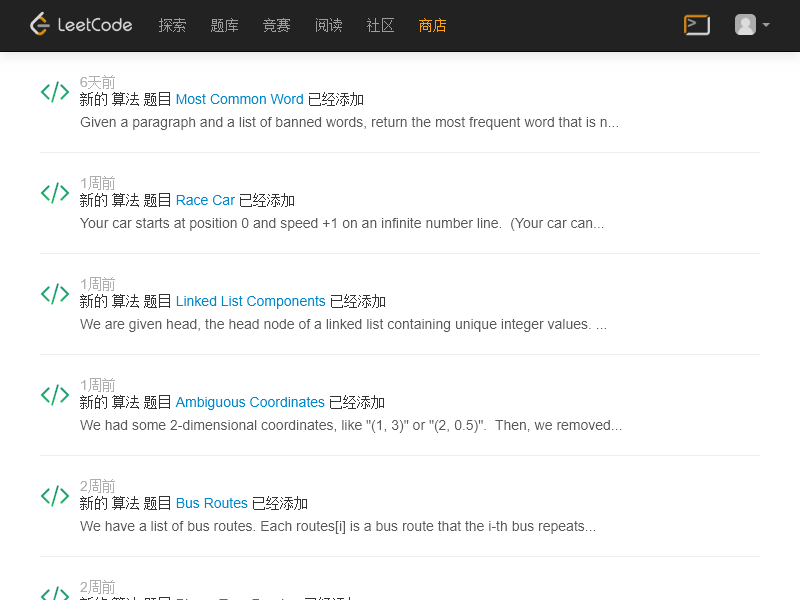 LeetCode 探索 题库 竞赛 阅读 社区 商店
6天前
新的 算法 题目 Most Common Word 已经添加
Given a paragraph and a list of banned words, return the most frequent word that is n...
1周前
新的 算法 题目 Race Car 已经添加
Your car starts at position 0 and speed +1 on an infinite number line.  (Your car can...
1周前
新的 算法 题目 Linked List Components 已经添加
We are given head, the head node of a linked list containing unique integer values. ...
1周前
新的 算法 题目 Ambiguous Coordinates 已经添加
We had some 2-dimensional coordinates, like "(1, 3)" or "(2, 0.5)".  Then, we removed...
2周前
新的 算法 题目 Bus Routes 已经添加
We have a list of bus routes. Each routes[i] is a bus route that the i-th bus repeats...
2周前